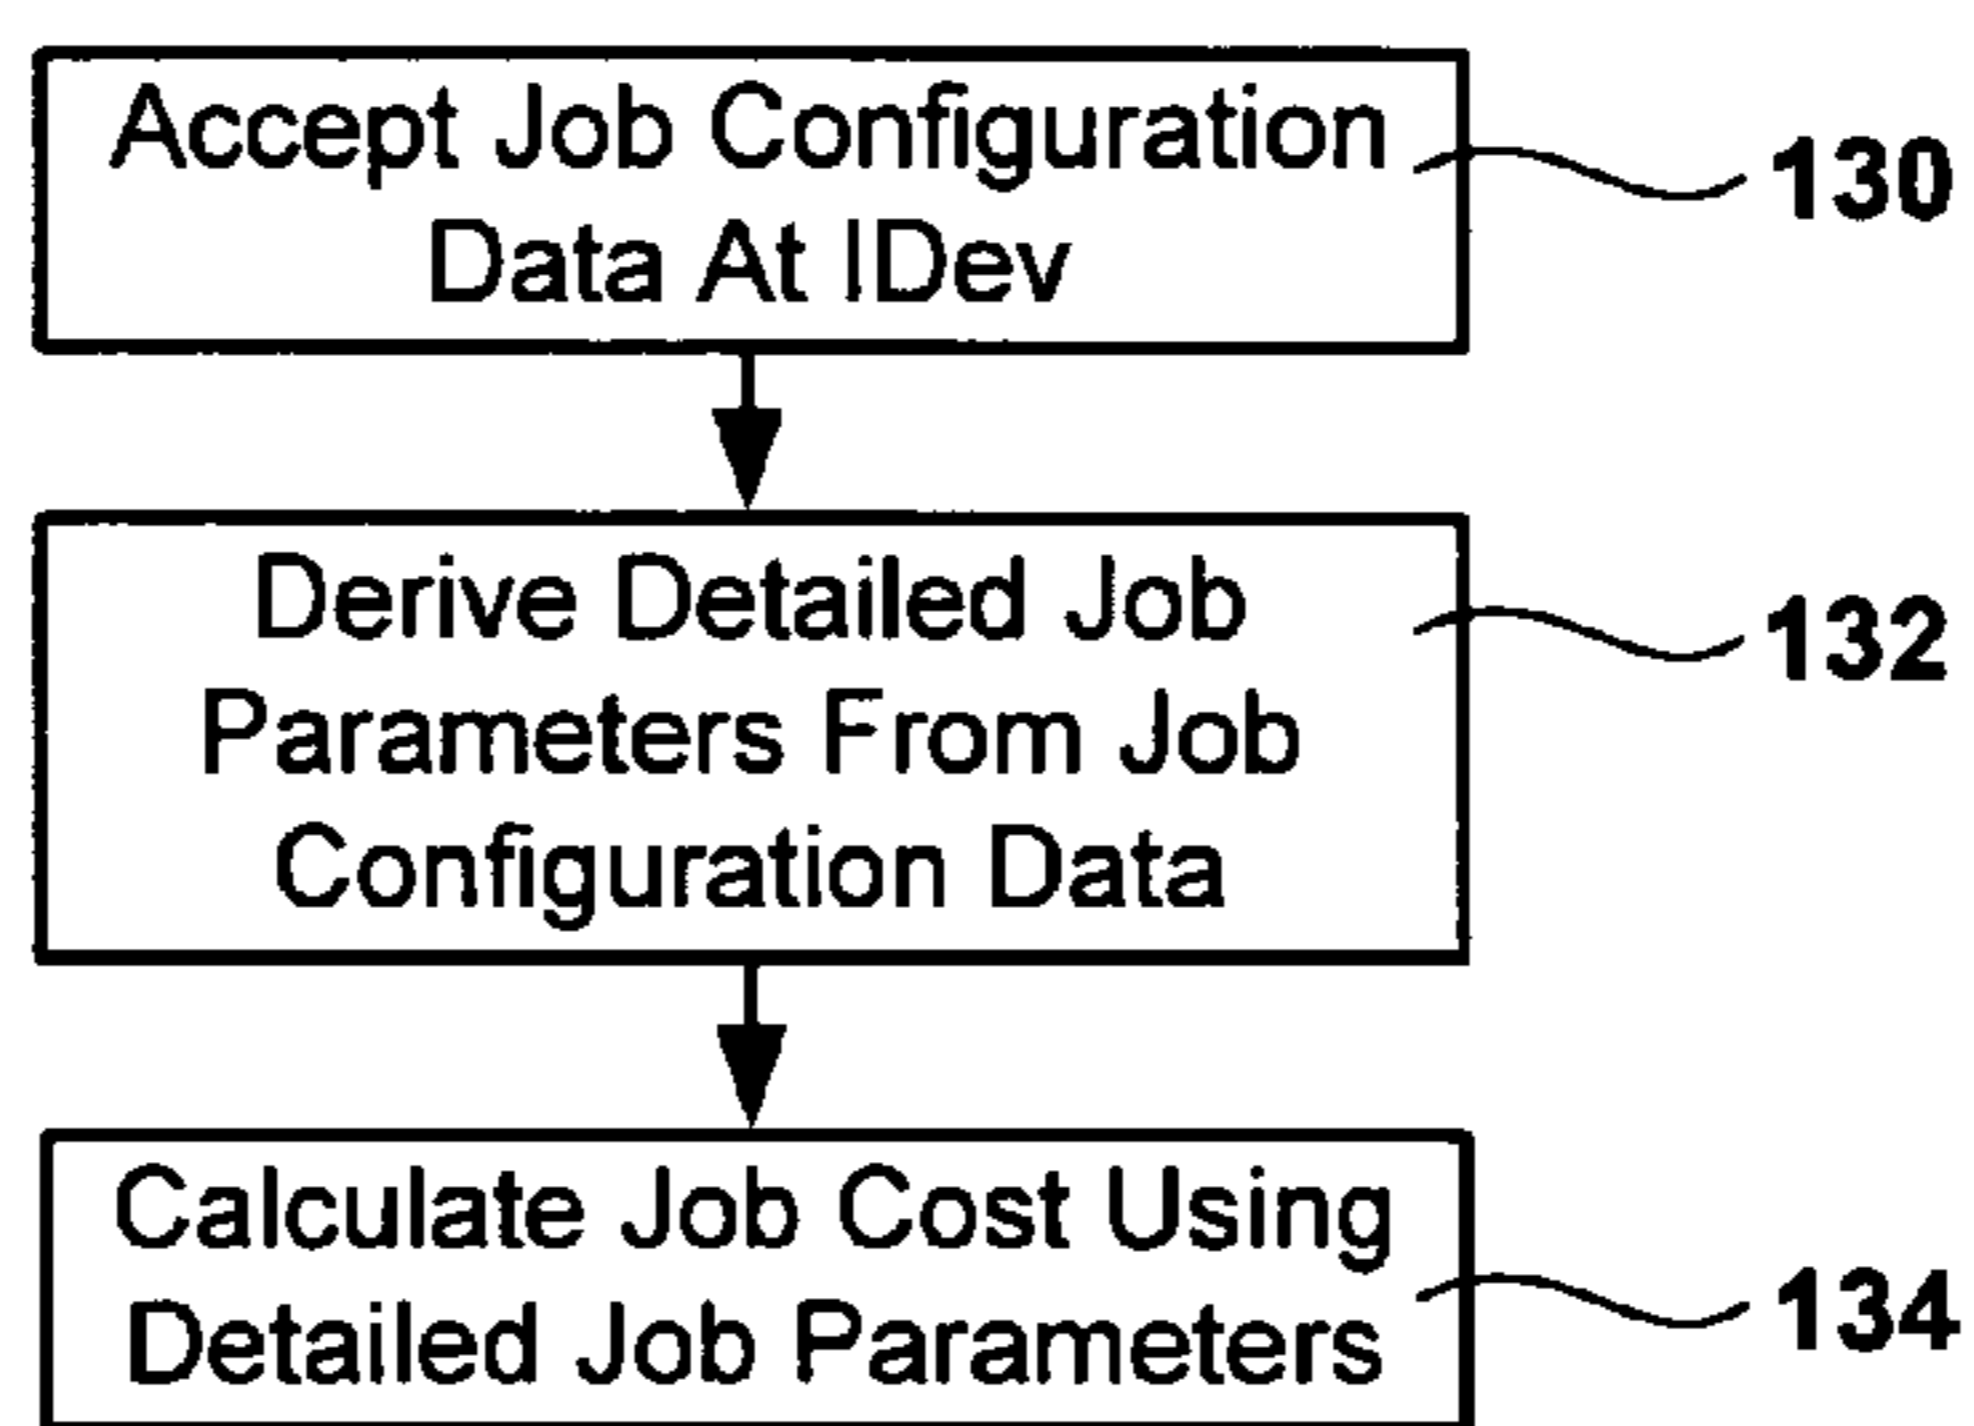 Accept Job Configuration
Data At IDev
130
Derive Detailed Job
Parameters From Job
Configuration Data
132
Calculate Job Cost Using
Detailed Job Parameters
134